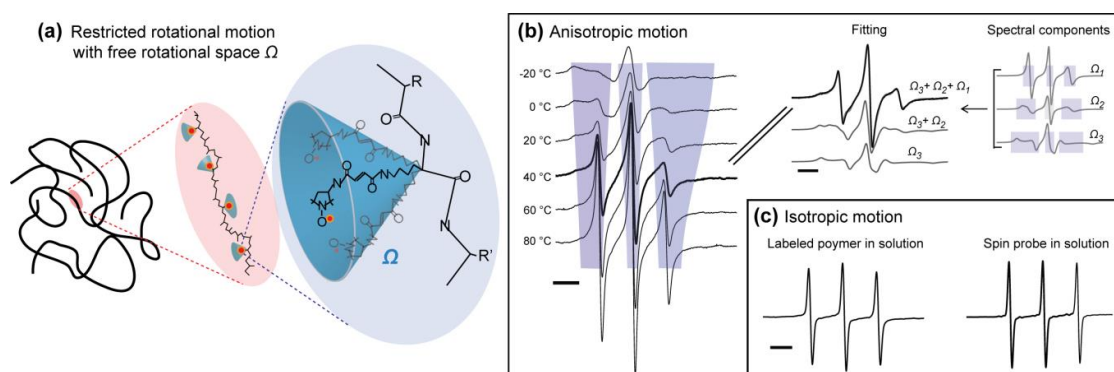 (a) Restricted rotational motion
with free rotational space Ω
R
O
N
O
N
N
O
O
N
N
O
R'
Ω
(b) Anisotropic motion
-20 °C
0 °C
20 °C
40 °C
60 °C
80 °C
Fitting
Ω3 + Ω2 + Ω1
Ω3 + Ω2
Ω3
Spectral components
Ω1
Ω2
Ω3
(c) Isotropic motion
Labeled poymer in solution
Spin probe in solution